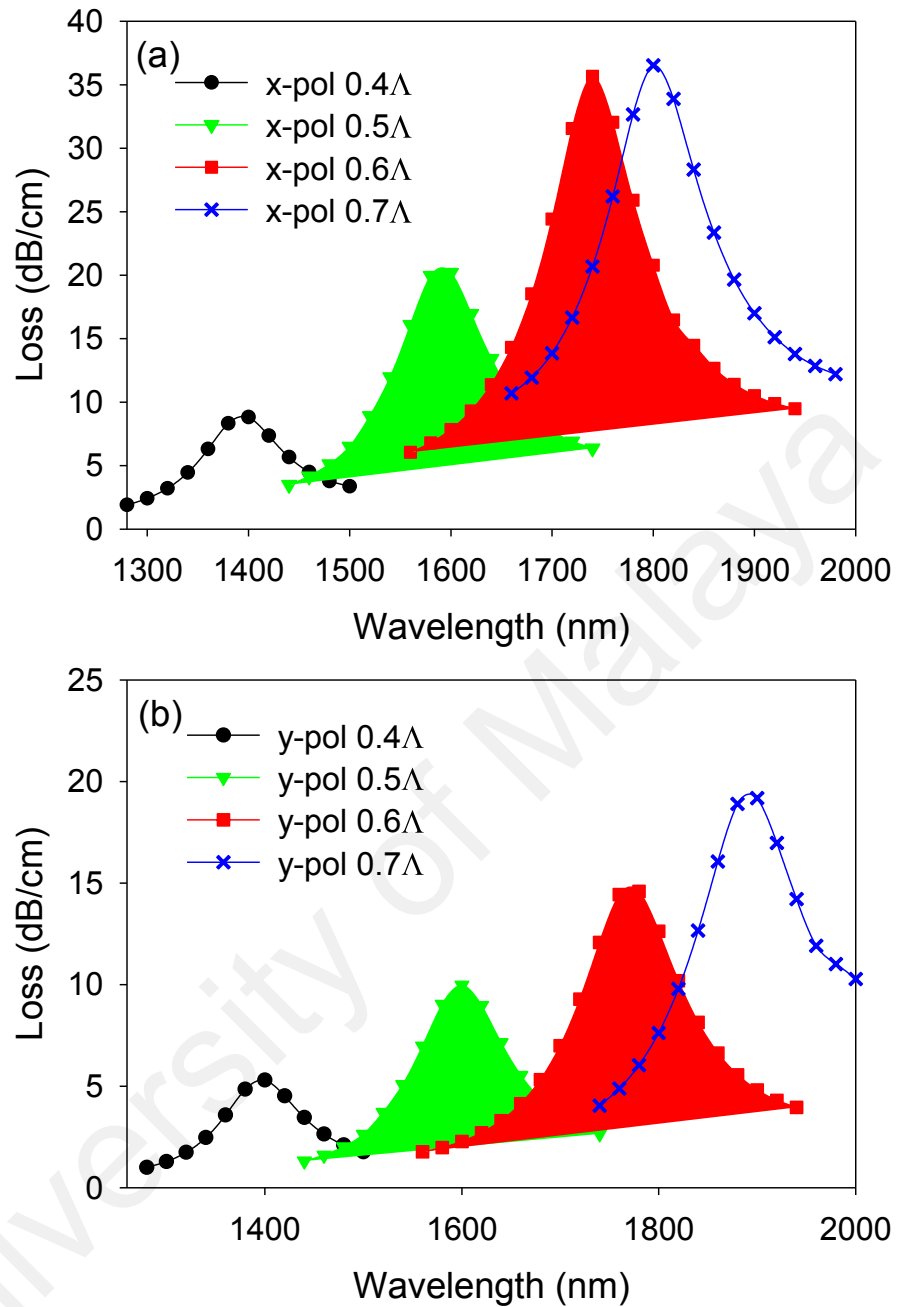 (a)
x-pol 0.4Λ
x-pol 0.5Λ
x-pol 0.6Λ
x-pol 0.7Λ
Loss (dB/cm)
40
35
30
25
20
15
10
5
0
1300 1400 1500 1600 1700 1800 1900 2000
Wavelength (nm)
(b)
y-pol 0.4Λ
y-pol 0.5Λ
y-pol 0.6Λ
y-pol 0.7Λ
Loss (dB/cm)
25
20
15
10
5
0
1400 1600 1800 2000
Wavelength (nm)
University of Malaya